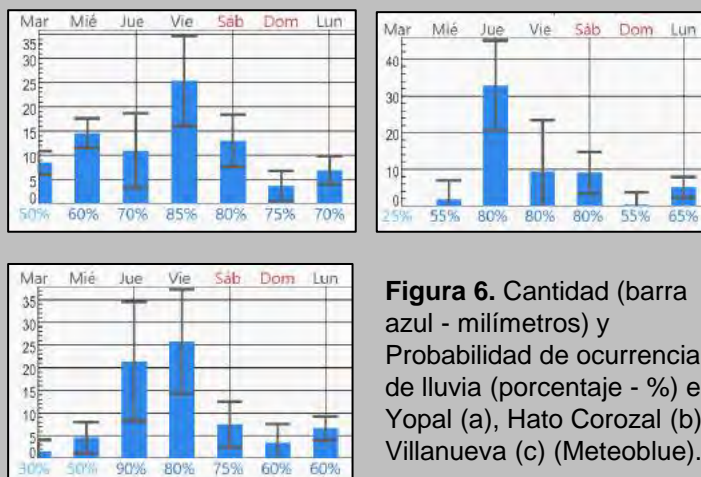 Mar Mié Jue Vie Sáb Dom Lun
35
30
25
20
15
10
5
0
50% 60% 70% 85% 80% 75% 70%
Mar Mié Jue Vie Sáb Dom Lun
40
30
20
10
0
25% 55% 80% 80% 80% 55% 65%
Mar Mié Jue Vie Sáb Dom Lun
35
30
25
20
15
10
5
0
30% 50% 90% 80% 75% 60% 60%
Figura 6. Cantidad (barra
azul - milímetros) y
Probabilidad de ocurrencia
de lluvia (porcentaje - %) e
Yopal (a), Hato Corozal (b)
Villanueva (c) (Meteoblue).